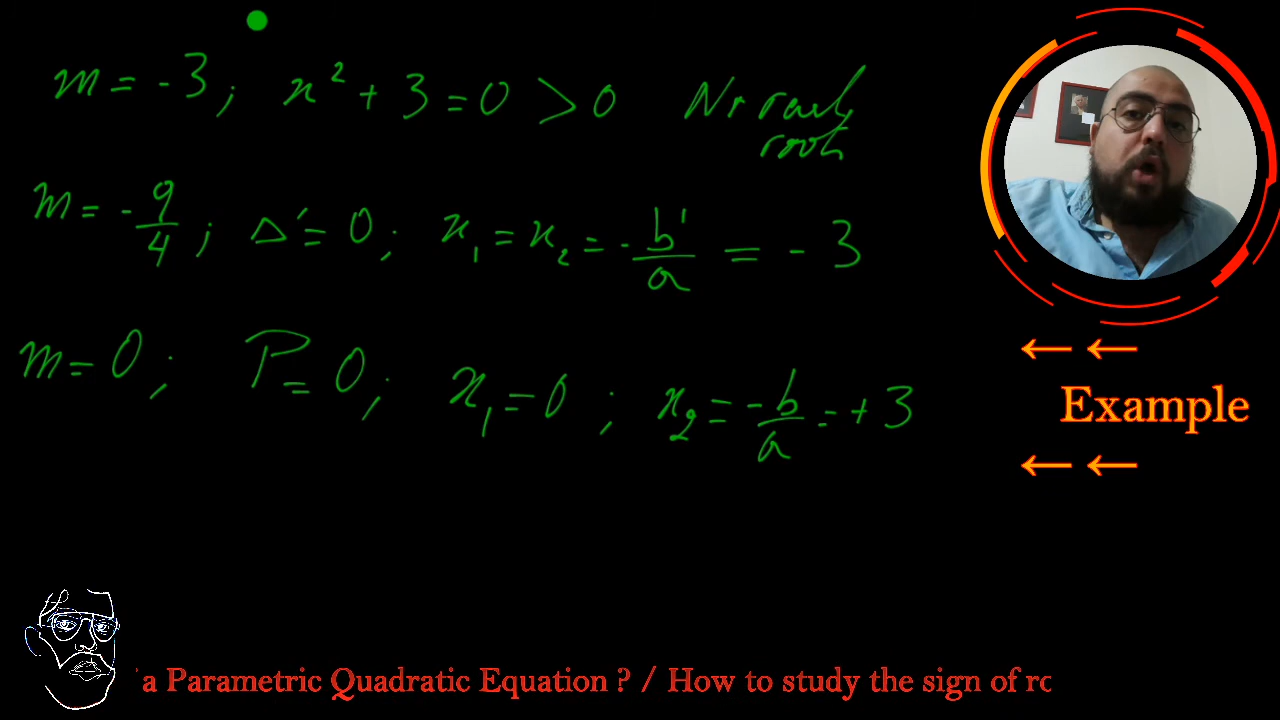 m = -3 ; x² + 3 = 0 > 0 No real
roots
m = -9/4 ; Δ' = 0 ; x₁ = x₂ = -b'/a = -3
m = 0 ; P = 0 ; x₁ = 0 ; x₂ = -b/a = +3
← ←
Example
← ←
a Parametric Quadratic Equation ? / How to study the sign of